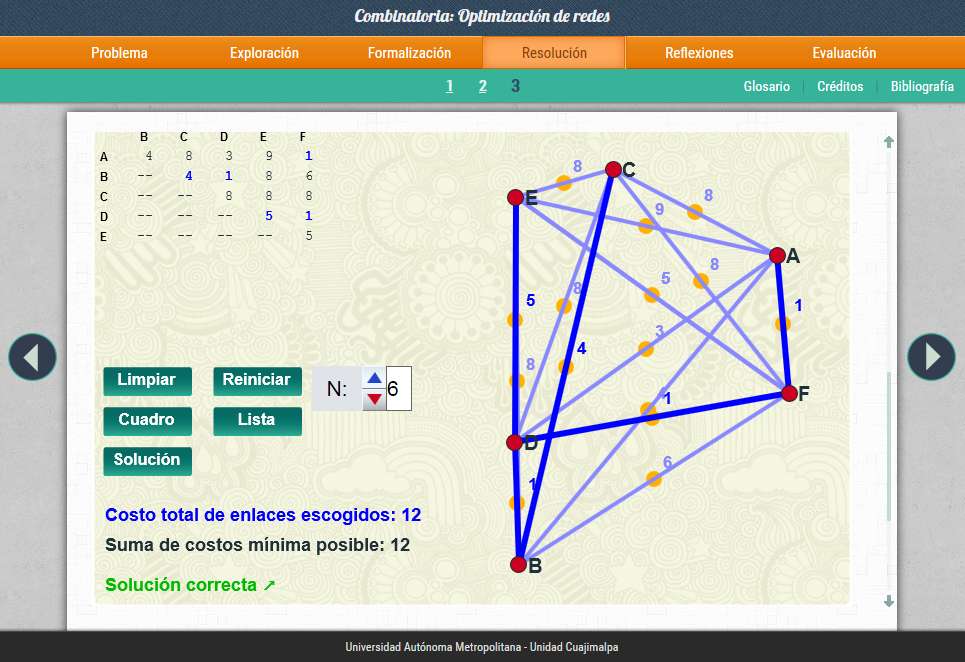 Combinatoria: Optimización de redes
Problema Exploración Formalización Resolución Reflexiones Evaluación
1 2 3 Glosario | Créditos | Bibliografía
B C D E F
A 4 8 3 9 1
B -- 4 1 8 6
C -- -- 8 8 8
D -- -- -- 5 1
E -- -- -- -- 5
8 C
E 9 8
A
5 8
5 8 1
3
4
8 1 F
D
6
1
B
Limpiar Reiniciar N: 6
Cuadro Lista
Solución
Costo total de enlaces escogidos: 12
Suma de costos mínima posible: 12
Solución correcta ↗
Universidad Autónoma Metropolitana - Unidad Cuajimalpa